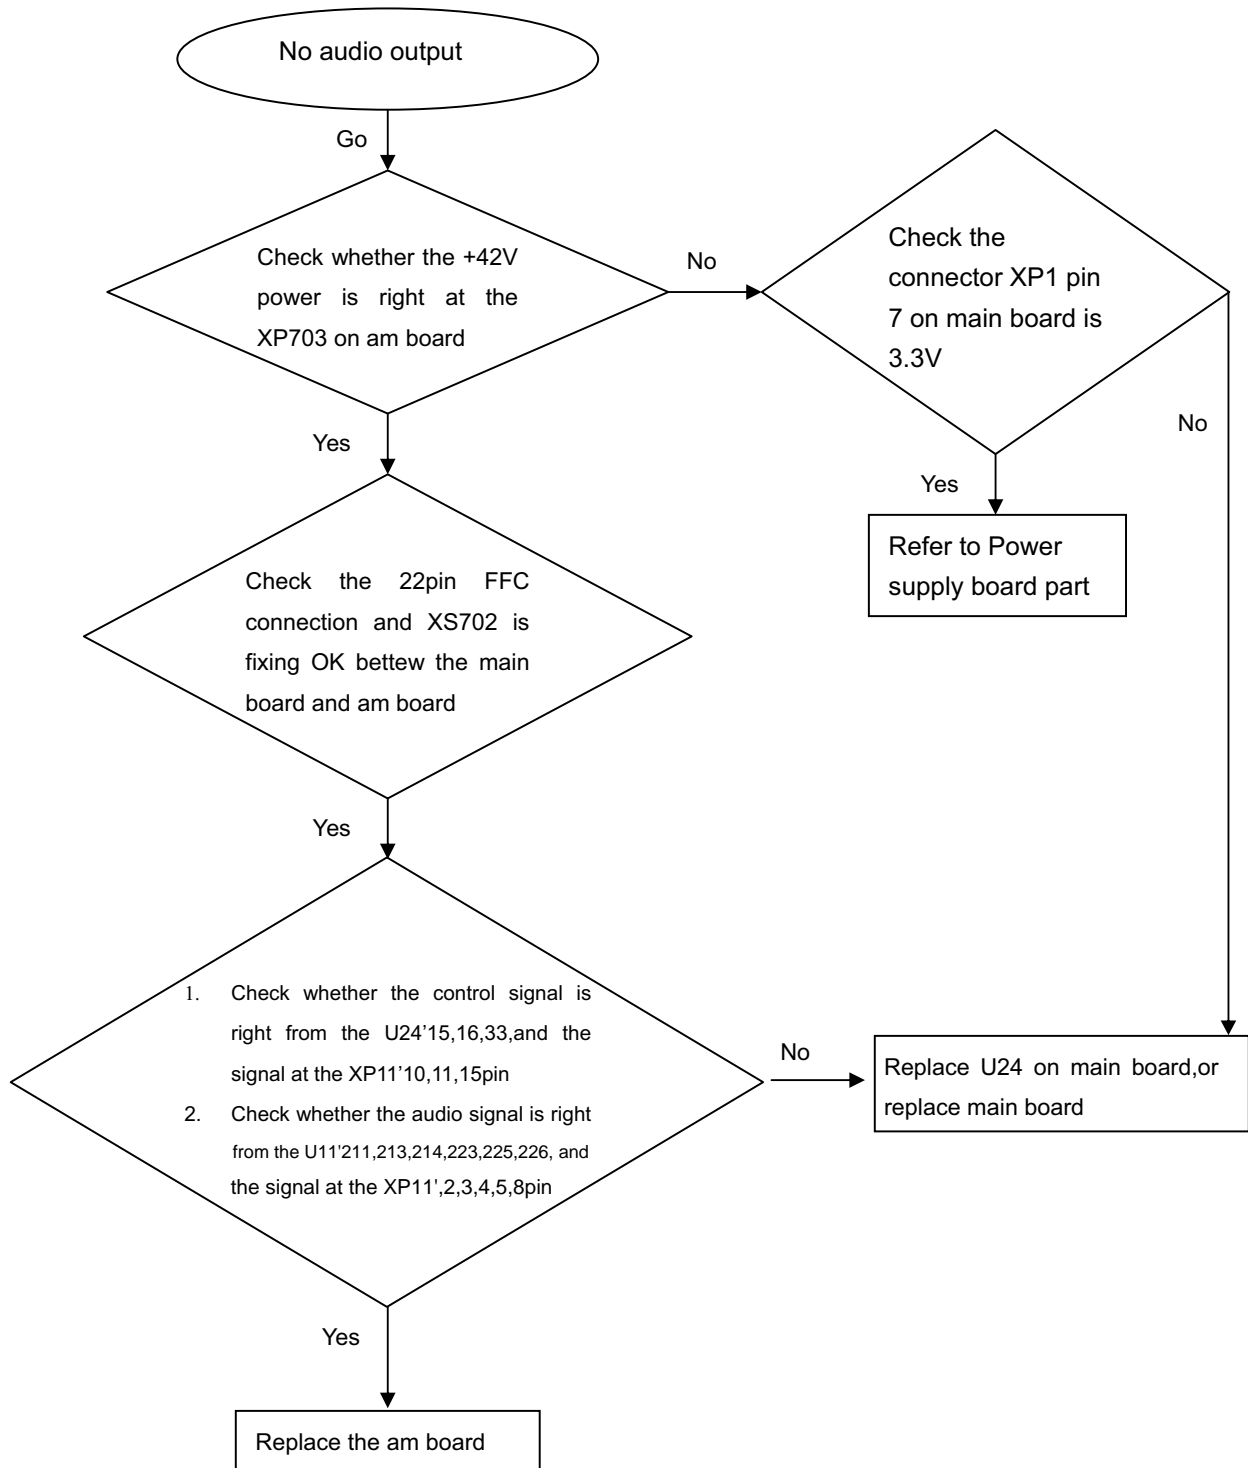 No audio output
Go
Check whether the +42V
power is right at the
XP703 on am board
No
Check the
connector XP1 pin
7 on main board is
3.3V
No
Yes
Yes
Refer to Power
supply board part
Check the 22pin FFC
connection and XS702 is
fixing OK bettew the main
board and am board
Yes
1. Check whether the control signal is
right from the U24'15,16,33,and the
signal at the XP11'10,11,15pin
2. Check whether the audio signal is right
from the U11'211,213,214,223,225,226, and
the signal at the XP11',2,3,4,5,8pin
No
Replace U24 on main board,or
replace main board
Yes
Replace the am board